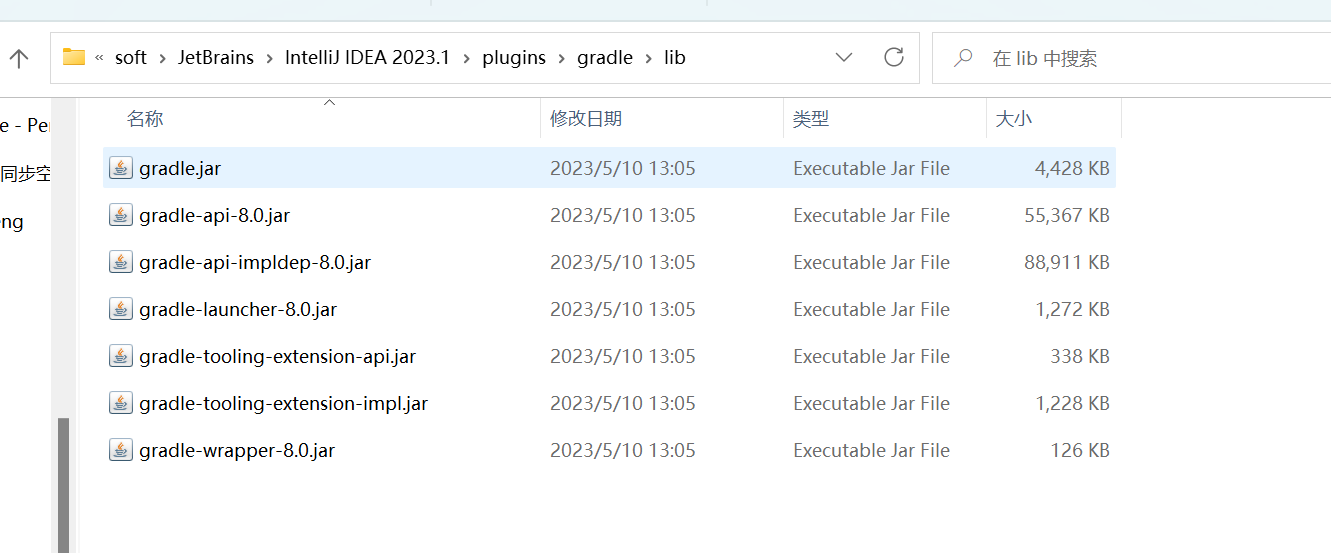 « soft > JetBrains > IntelliJ IDEA 2023.1 > plugins > gradle > lib
在 lib 中搜索
e - Pe
同步空
ng
名称 修改日期 类型 大小
gradle.jar 2023/5/10 13:05 Executable Jar File 4,428 KB
gradle-api-8.0.jar 2023/5/10 13:05 Executable Jar File 55,367 KB
gradle-api-impldep-8.0.jar 2023/5/10 13:05 Executable Jar File 88,911 KB
gradle-launcher-8.0.jar 2023/5/10 13:05 Executable Jar File 1,272 KB
gradle-tooling-extension-api.jar 2023/5/10 13:05 Executable Jar File 338 KB
gradle-tooling-extension-impl.jar 2023/5/10 13:05 Executable Jar File 1,228 KB
gradle-wrapper-8.0.jar 2023/5/10 13:05 Executable Jar File 126 KB